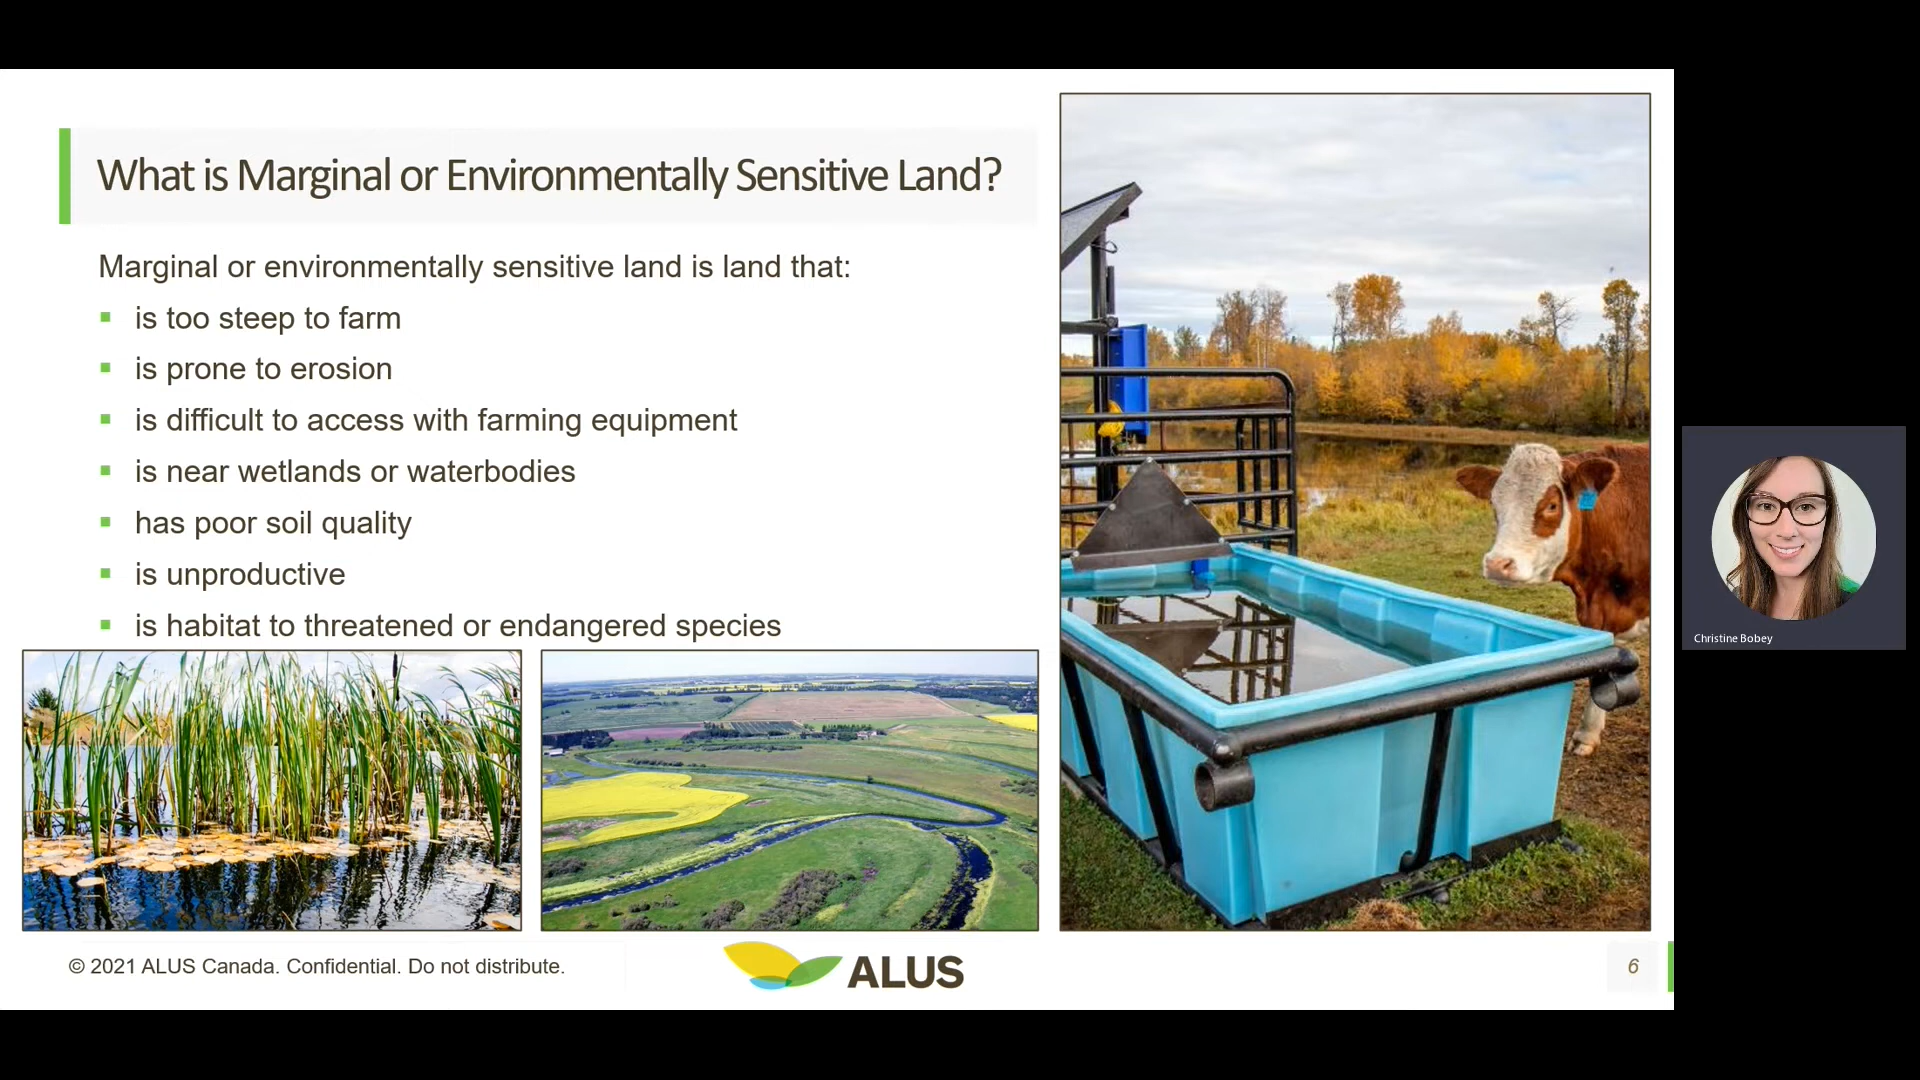 What is Marginal or Environmentally Sensitive Land?
Marginal or environmentally sensitive land is land that:
is too steep to farm
is prone to erosion
is difficult to access with farming equipment
is near wetlands or waterbodies
has poor soil quality
is unproductive
is habitat to threatened or endangered species
© 2021 ALUS Canada. Confidential. Do not distribute.
ALUS
6
Christine Bobey